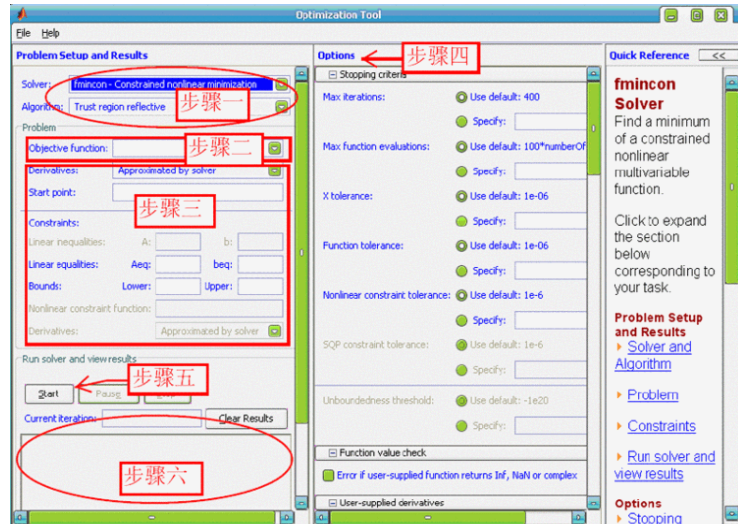 Optimization Tool
File Help
Problem Setup and Results
Solver: fmincon - Constrained nonlinear minimization
Algorithm: Trust region reflective
步骤一
Problem
Objective function:
步骤二
Derivatives: Approximated by solver
Start point:
步骤三
Constraints:
Linear nequalities: A: b:
Linear equalities: Aeq: beq:
Bounds: Lower: Upper:
Nonlinear constraint function:
Derivatives: Approximated by solver
Run solver and view results
步骤五
Start Pause
Current iteration: Clear Results
步骤六
Options
步骤四
Stopping criteria
Max iterations: Use default: 400
Specify:
Max function evaluations: Use default: 100*numberOf
Specify:
X tolerance: Use default: 1e-06
Specify:
Function tolerance: Use default: 1e-06
Specify:
Nonlinear constraint tolerance: Use default: 1e-6
Specify:
SQP constraint tolerance: Use default: 1e-6
Specify:
Unboundedness threshold: Use default: -1e20
Specify:
Function value check
Error if user-supplied function returns Inf, NaN or complex
User-supplied derivatives
Quick Reference <<
fmincon
Solver
Find a minimum
of a constrained
nonlinear
multivariable
function.
Click to expand
the section
below
corresponding to
your task.
Problem Setup
and Results
Solver and
Algorithm
Problem
Constraints
Run solver and
view results
Options
Stopping